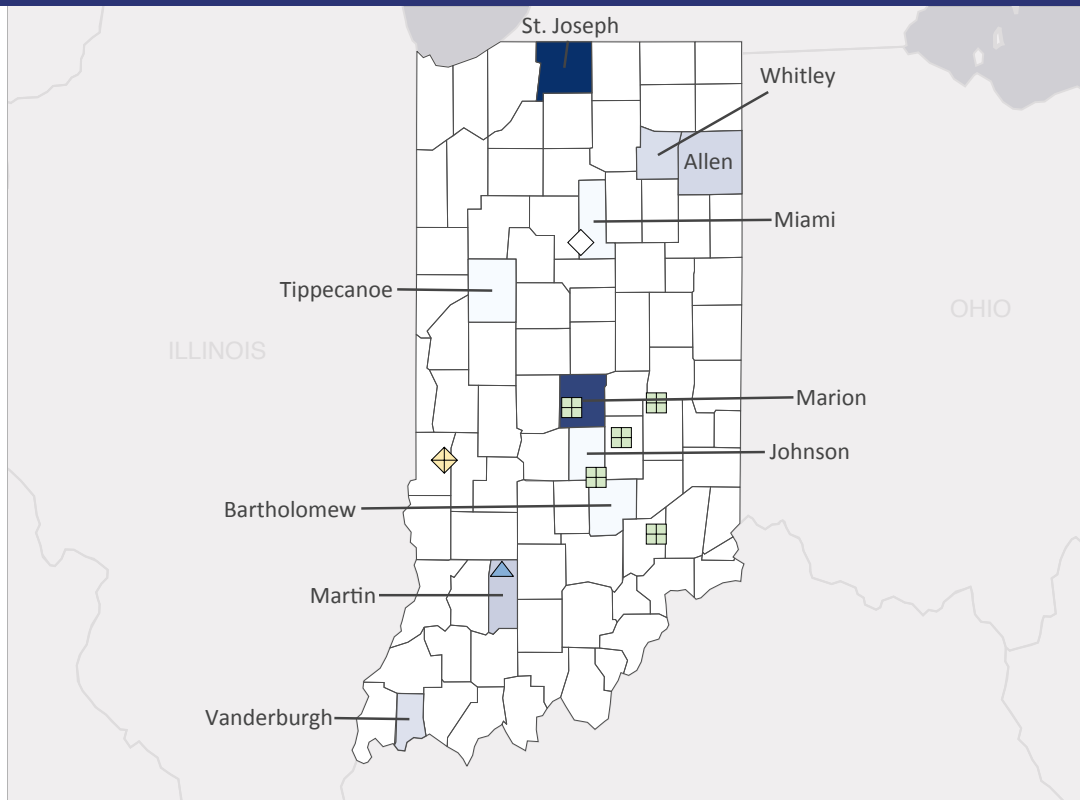 St. Joseph
Whitley
Allen
Miami
Tippecanoe
OHIO
ILLINOIS
Marion
Johnson
Bartholomew
Martin
Vanderburgh